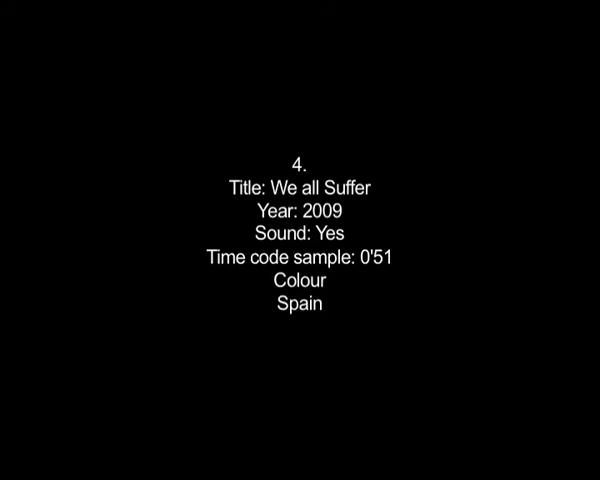 4.
Title: We all Suffer
Year: 2009
Sound: Yes
Time code sample: 0'51
Colour
Spain